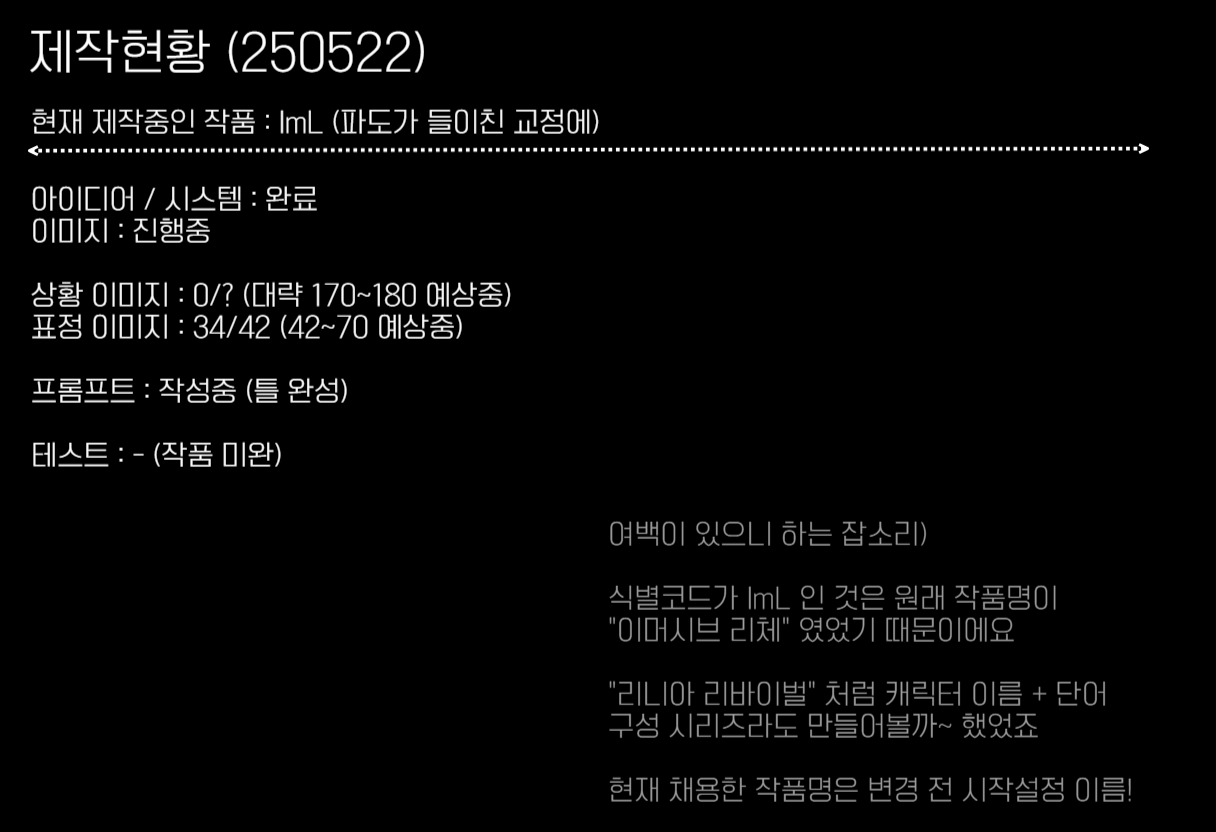 제작현황 (250522)
현재 제작중인 작품 : ImL (파도가 들이친 교정에)
아이디어 / 시스템 : 완료
이미지 : 진행중
상황 이미지 : 0/? (대략 170~180 예상중)
표정 이미지 : 34/42 (42~70 예상중)
프롬프트 : 작성중 (틀 완성)
테스트 : - (작품 미완)
여백이 있으니 하는 잡소리)
식별코드가 ImL 인 것은 원래 작품명이
"이머시브 리체" 였었기 때문이에요
"리니아 리바이벌" 처럼 캐릭터 이름 + 단어
구성 시리즈라도 만들어볼까~ 했었죠
현재 채용한 작품명은 변경 전 시작설정 이름!